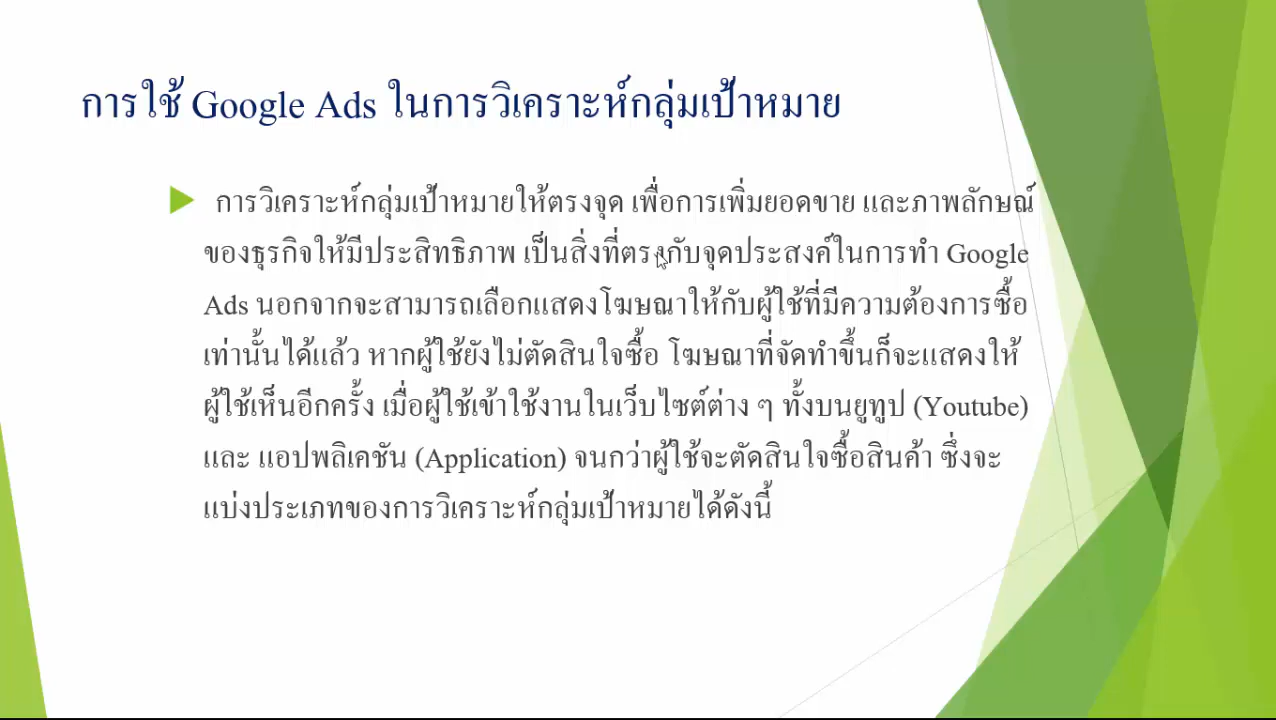 การใช้ Google Ads ในการวิเคราะห์กลุ่มเป้าหมาย
การวิเคราะห์กลุ่มเป้าหมายให้ตรงจุด เพื่อการเพิ่มยอดขาย และภาพลักษณ์
ของธุรกิจให้มีประสิทธิภาพ เป็นสิ่งที่ตรงกับจุดประสงค์ในการทำ Google
Ads นอกจากจะสามารถเลือกแสดงโฆษณาให้กับผู้ใช้ที่มีความต้องการซื้อ
เท่านั้นได้แล้ว หากผู้ใช้ยังไม่ตัดสินใจซื้อ โฆษณาที่จัดทำขึ้นก็จะแสดงให้
ผู้ใช้เห็นอีกครั้ง เมื่อผู้ใช้เข้าใช้งานในเว็บไซต์ต่าง ๆ ทั้งบนยูทูป (Youtube)
และ แอปพลิเคชัน (Application) จนกว่าผู้ใช้จะตัดสินใจซื้อสินค้า ซึ่งจะ
แบ่งประเภทของการวิเคราะห์กลุ่มเป้าหมายได้ดังนี้